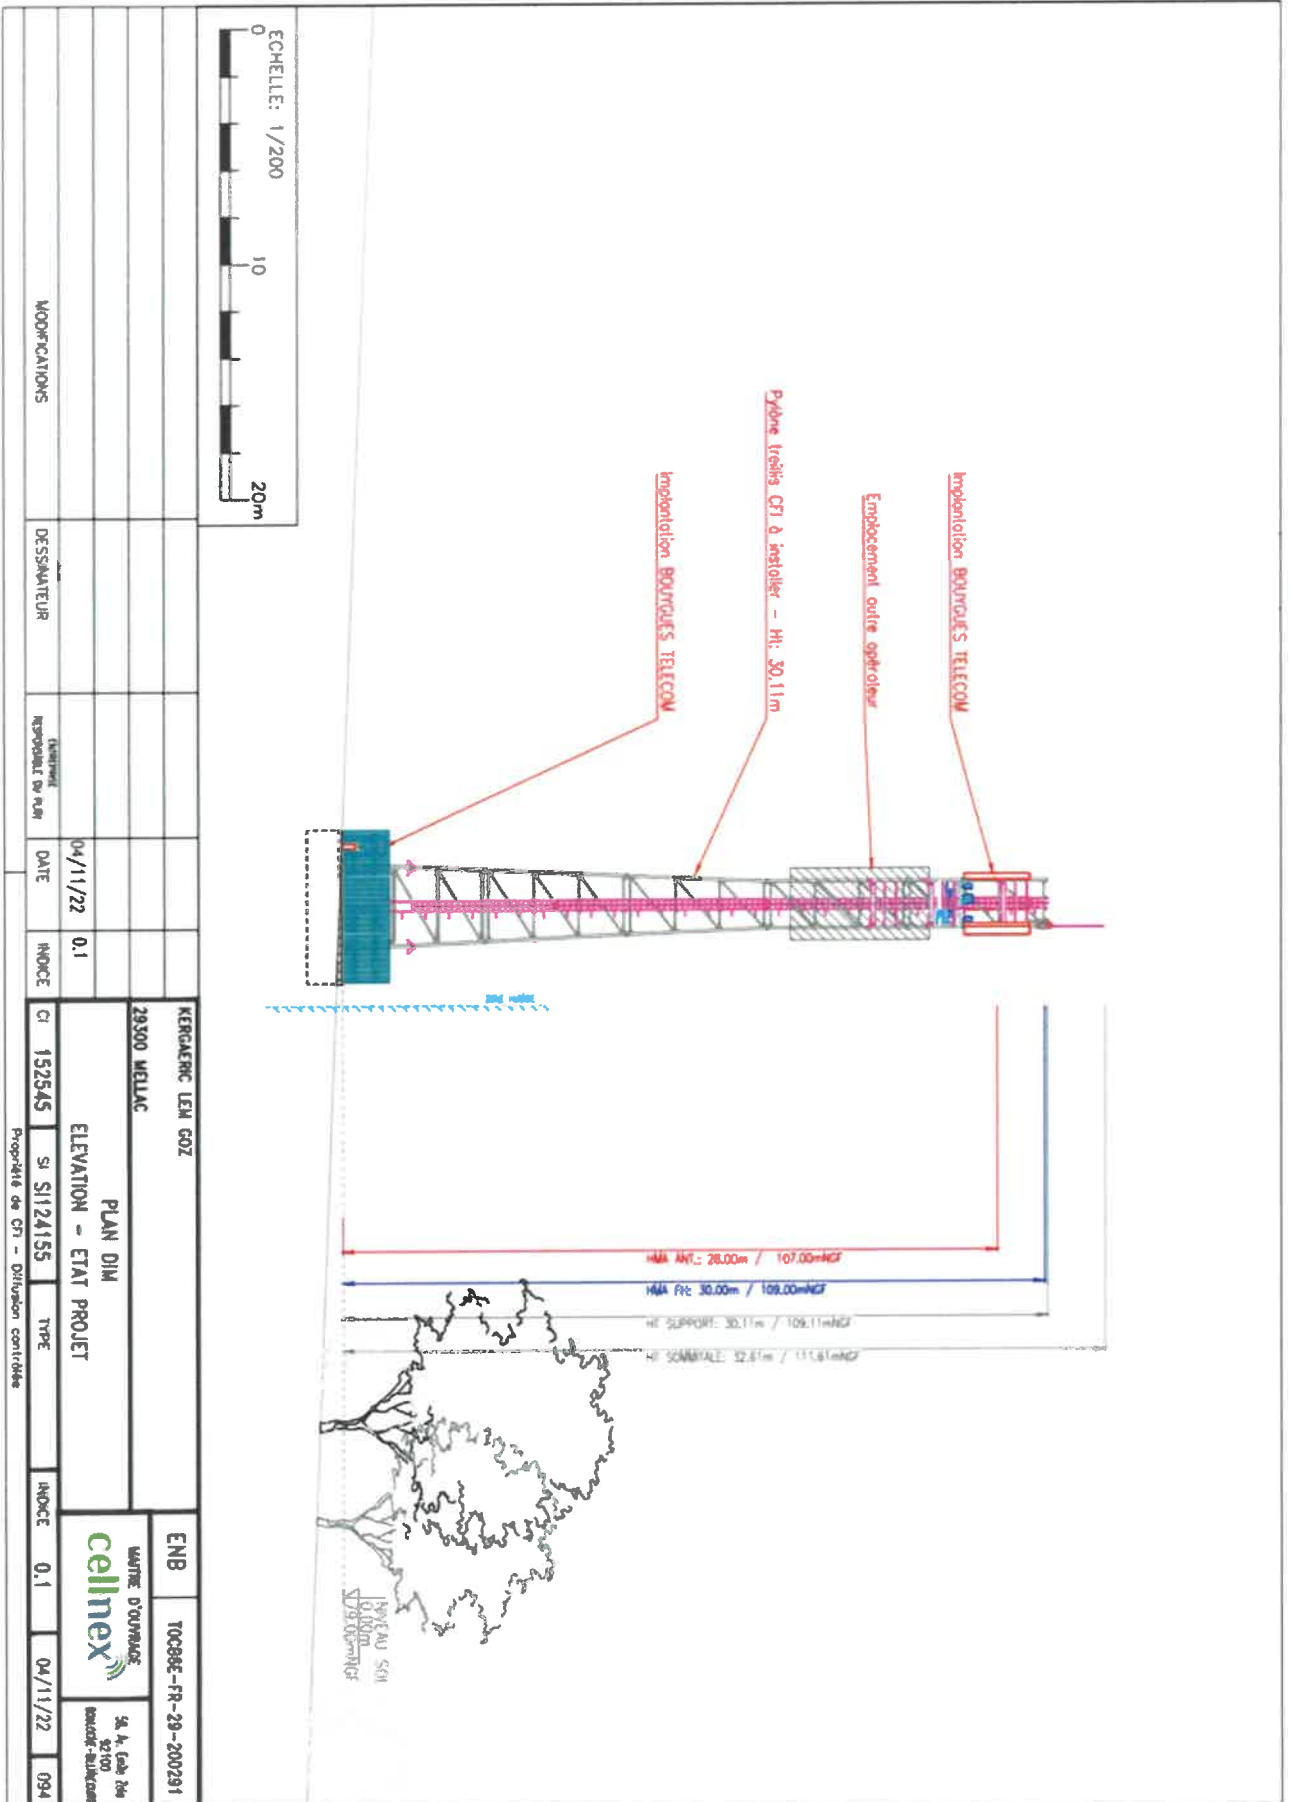 Implantation BOUYGUES TELECOM
Emplacement autre opérateur
Pylône treillis CFI à installer - Ht: 30.11m
Implantation BOUYGUES TELECOM
HMA ANT.: 28.00m / 107.00mNGF
HMA FH: 30.00m / 109.00mNGF
HT SUPPORT: 30.11m / 109.11mNGF
HT SOMMITALE: 32.61m / 111.61mNGF
NIVEAU SOL
0.00m
79.00mNGF
ECHELLE: 1/200
0 10 20m
MODIFICATIONS
DESSINATEUR
ENTREPRISE
RESPONSABLE DU PLAN
DATE
INDICE
04/11/22
0.1
KERGAERIC LEM GOZ
29300 MELLAC
PLAN DIM
ELEVATION - ETAT PROJET
CI 152545
SI SI124155
TYPE
INDICE 0.1
04/11/22
094
ENB
TOCBBE-FR-29-200291
MAITRE D'OUVRAGE
cellnex
92100
Propriété de CFI - Diffusion contrôlée